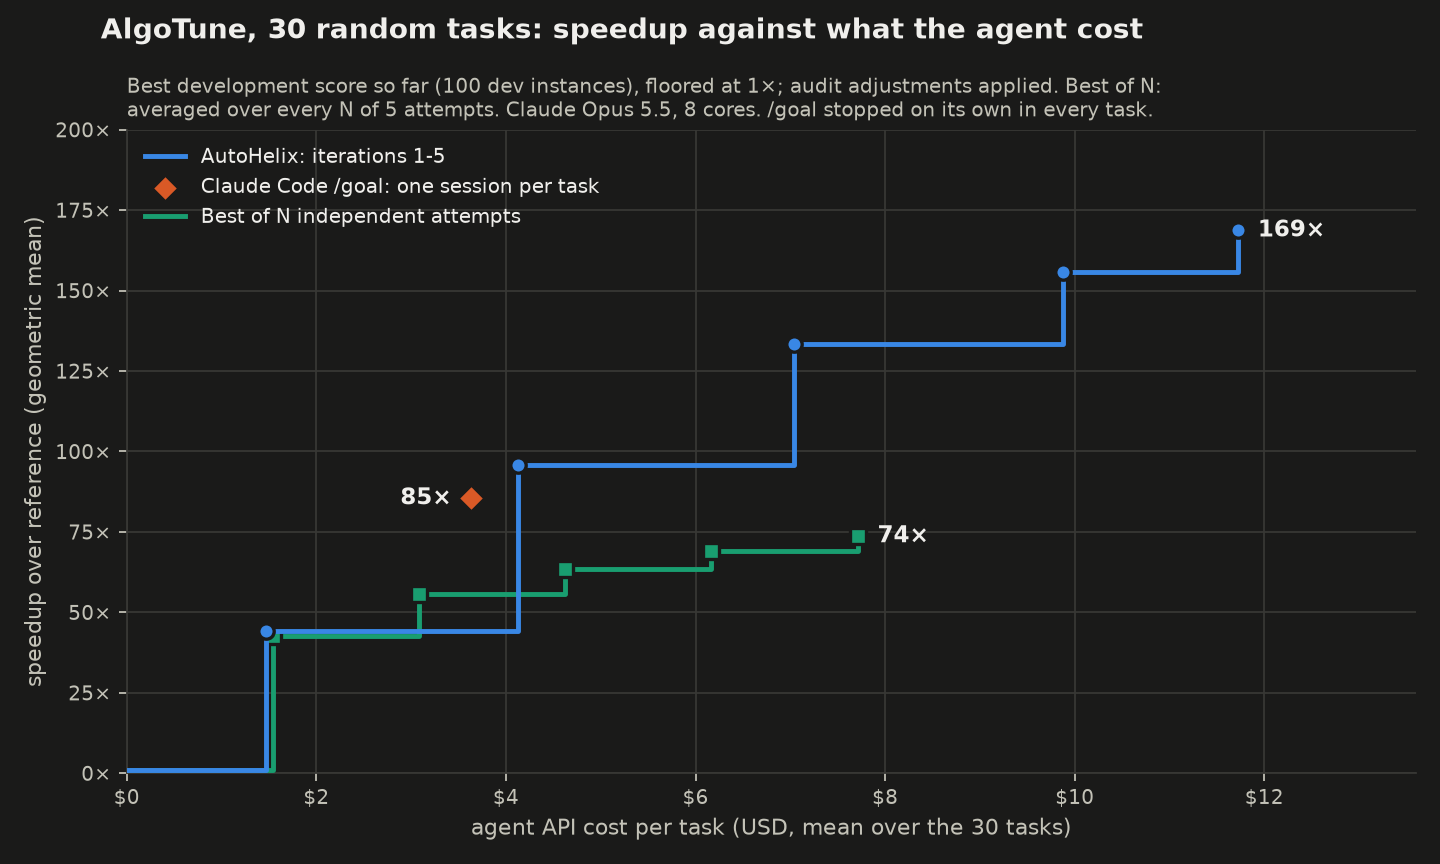 AlgoTune, 30 random tasks: speedup against what the agent cost
Best development score so far (100 dev instances), floored at 1×; audit adjustments applied. Best of N:
averaged over every N of 5 attempts. Claude Opus 5.5, 8 cores. /goal stopped on its own in every task.
AutoHelix: iterations 1-5
Claude Code /goal: one session per task
Best of N independent attempts
speedup over reference (geometric mean)
200×
175×
150×
125×
100×
75×
50×
25×
0×
169×
85×
74×
$0
$2
$4
$6
$8
$10
$12
agent API cost per task (USD, mean over the 30 tasks)